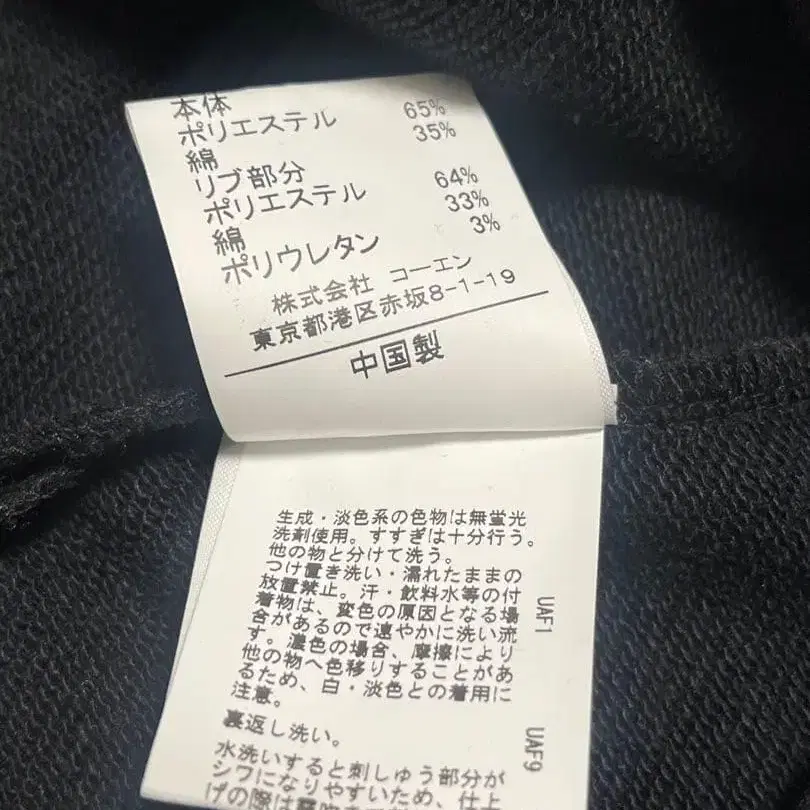 本体
ポリエステル 65%
綿 35%
リブ部分
ポリエステル 64%
綿 33%
ポリウレタン 3%
株式会社 コーエン
東京都港区赤坂8-1-19
中国製
生成・淡色系の色物は無蛍光
洗剤使用。すすぎは十分行う。
他の物と分けて洗う。
つけ置き洗い・濡れたままの
放置禁止。汗・飲料水等の付
着物は、変色の原因となる場
合があるので速やかに洗い流
す。濃色の場合、摩擦により
他の物へ色移りすることがあ
るため、白・淡色との着用に
注意。
裏返し洗い。
水洗いすると刺しゅう部分が
シワになりやすいため、仕上
げの際は
UAF1
UAF9